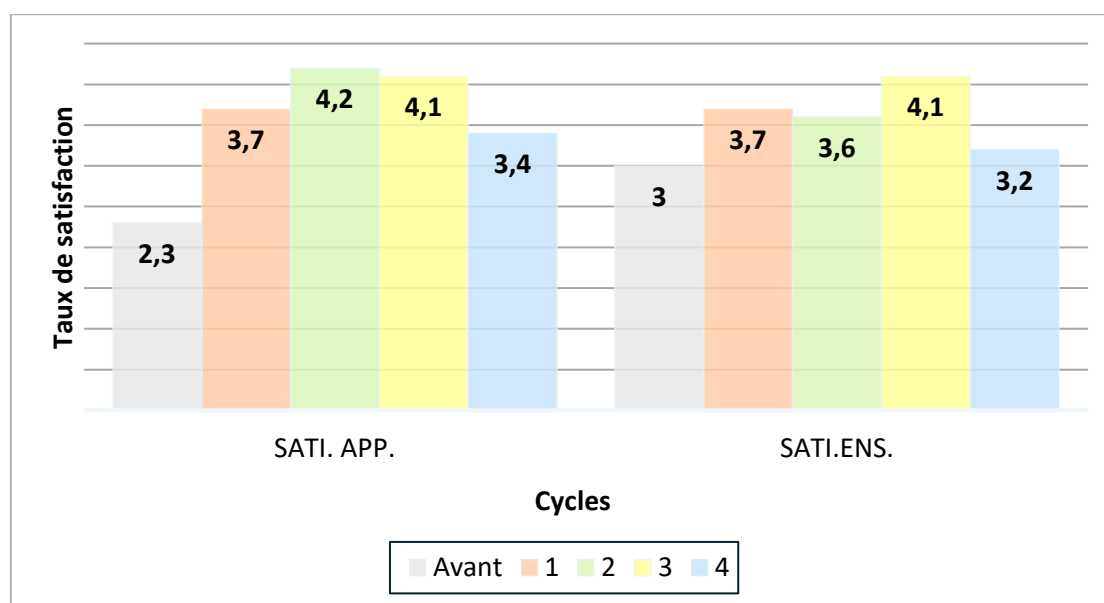 Taux de satisfaction
2,3
3,7
4,2
4,1
3,4
3
3,7
3,6
4,1
3,2
SATI. APP.
SATI.ENS.
Cycles
Avant 1 2 3 4